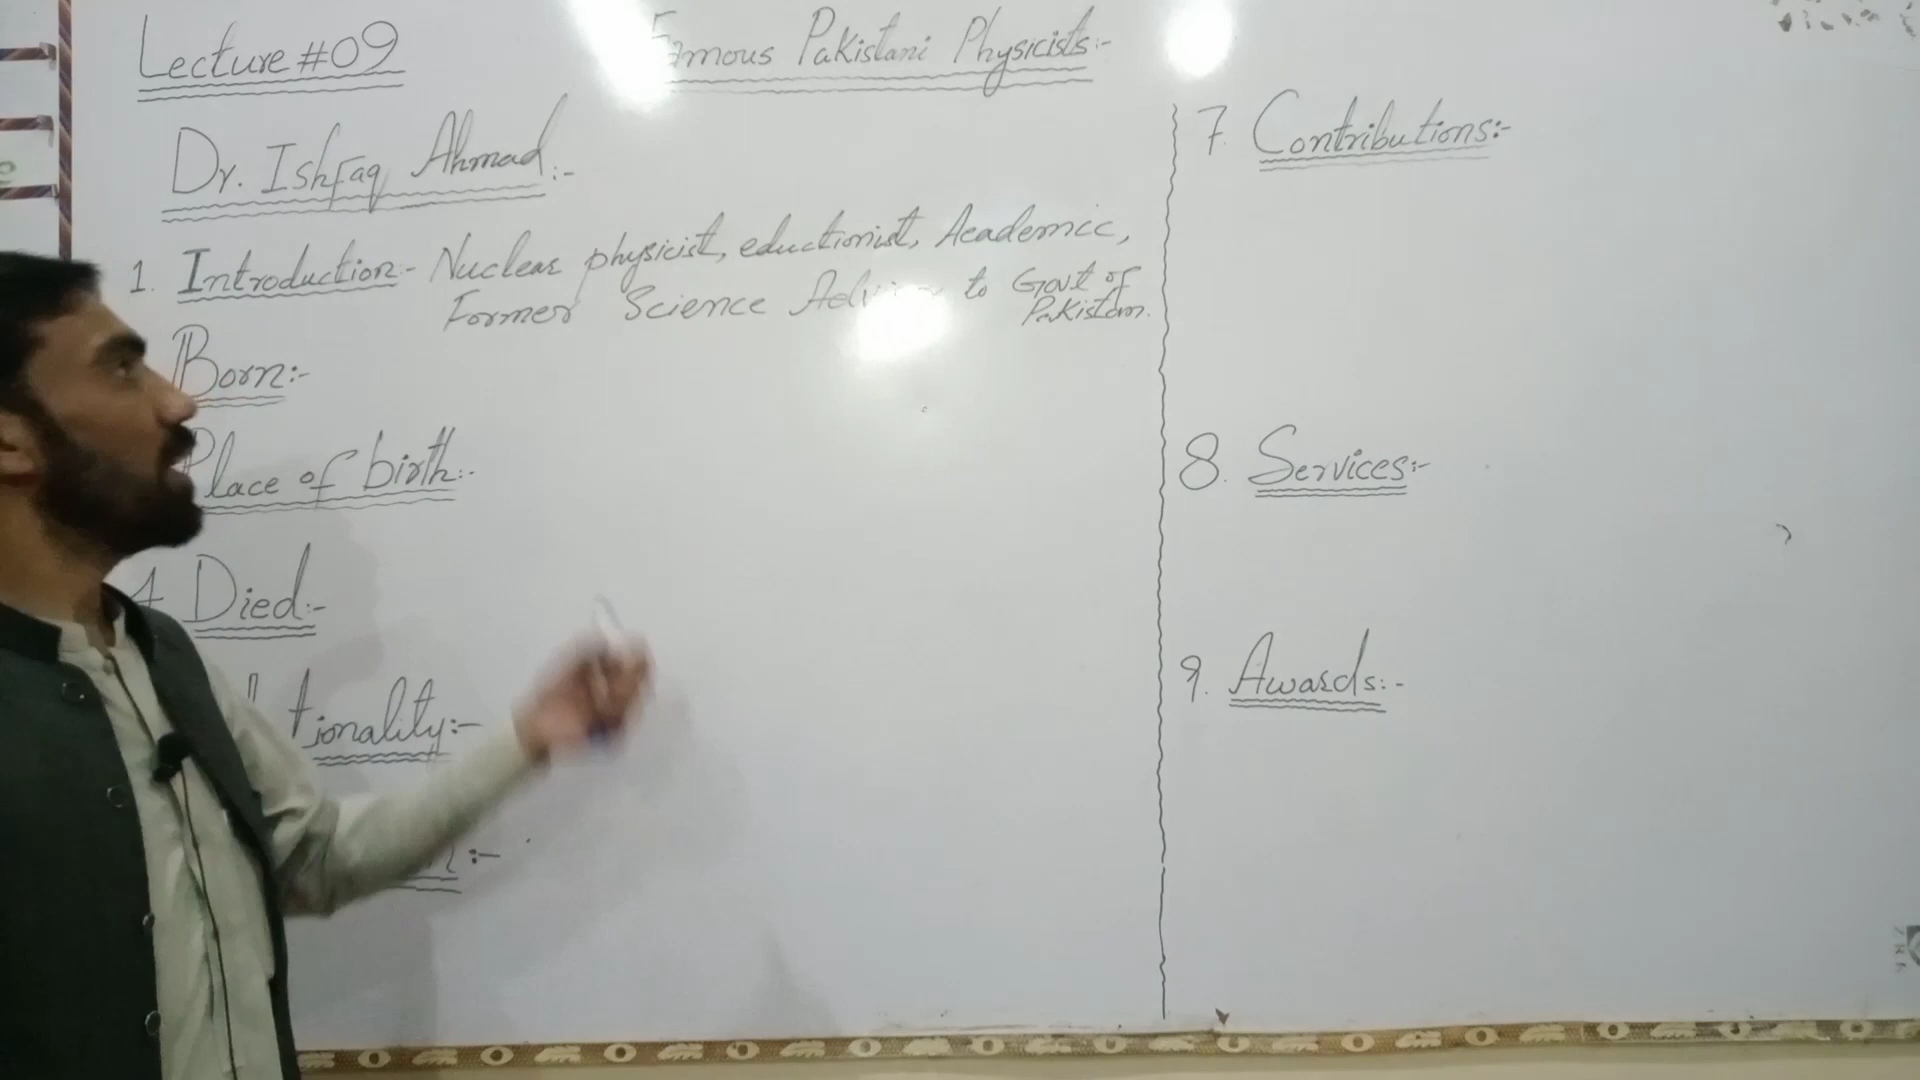 Lecture #09
Famous Pakistani Physicists:-
Dr. Ishfaq Ahmad:-
1. Introduction:- Nuclear physicist, eductionist, Academic,
Former Science to Govt of
Pakistan.
Born:-
Place of birth:-
4 Died:-
tionality:-
:-
7. Contributions:-
8. Services:-
9. Awards:-